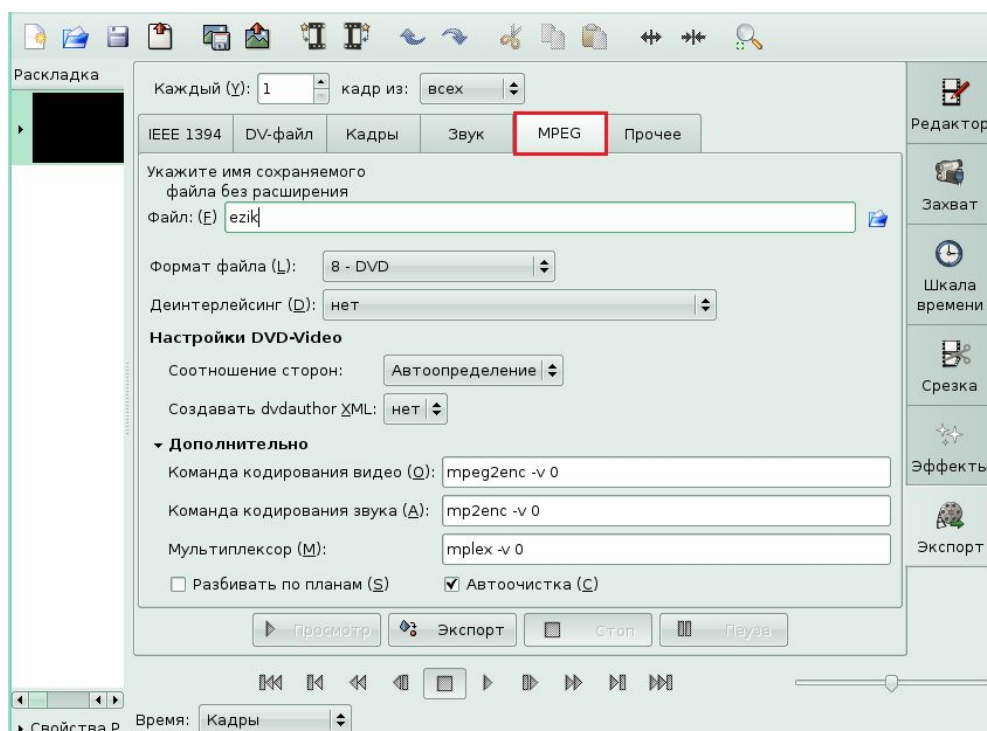 Раскладка
Каждый (Y): 1 кадр из: всех
IEEE 1394 DV-файл Кадры Звук MPEG Прочее
Укажите имя сохраняемого
файла без расширения
Файл: (F) ezik
Формат файла (L): 8 - DVD
Деинтерлейсинг (D): нет
Настройки DVD-Video
Соотношение сторон: Автоопределение
Создавать dvdauthor XML: нет
Дополнительно
Команда кодирования видео (O): mpeg2enc -v 0
Команда кодирования звука (A): mp2enc -v 0
Мультиплексор (M): mplex -v 0
Разбивать по планам (S) Автоочистка (C)
Просмотр Экспорт Стоп Пауза
Время: Кадры
Свойства Р
Редактор
Захват
Шкала
времени
Срезка
Эффекты
Экспорт